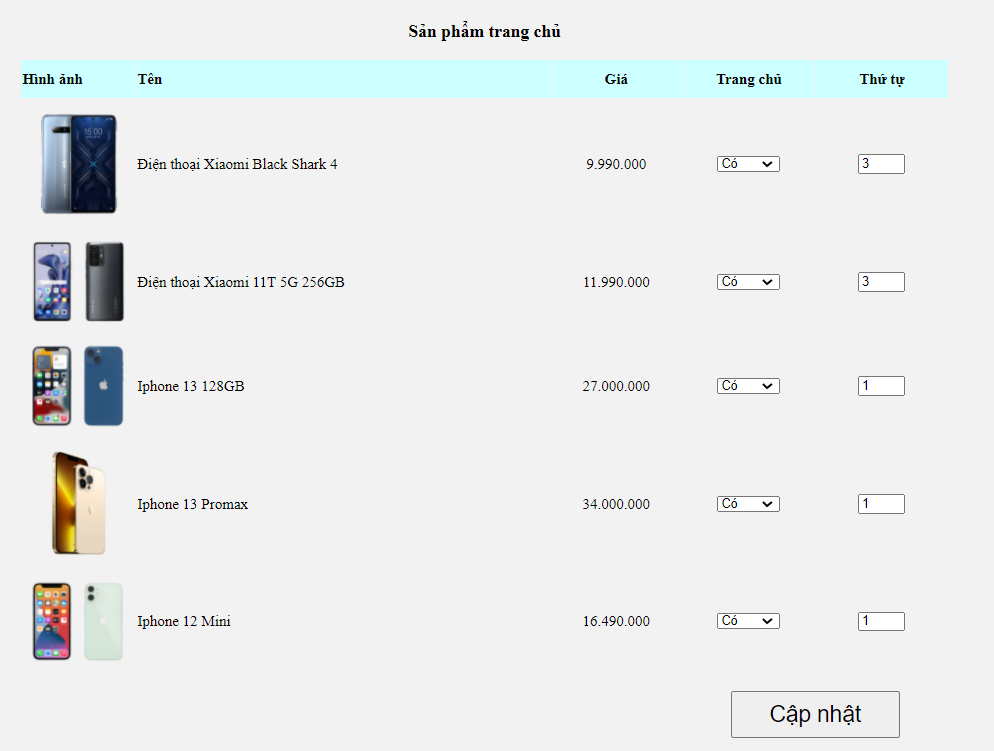 Sản phẩm trang chủ
Hình ảnh Tên Giá Trang chủ Thứ tự
16:00
Điện thoại Xiaomi Black Shark 4 9.990.000 Có 3
Điện thoại Xiaomi 11T 5G 256GB 11.990.000 Có 3
Iphone 13 128GB 27.000.000 Có 1
Iphone 13 Promax 34.000.000 Có 1
Iphone 12 Mini 16.490.000 Có 1
Cập nhật